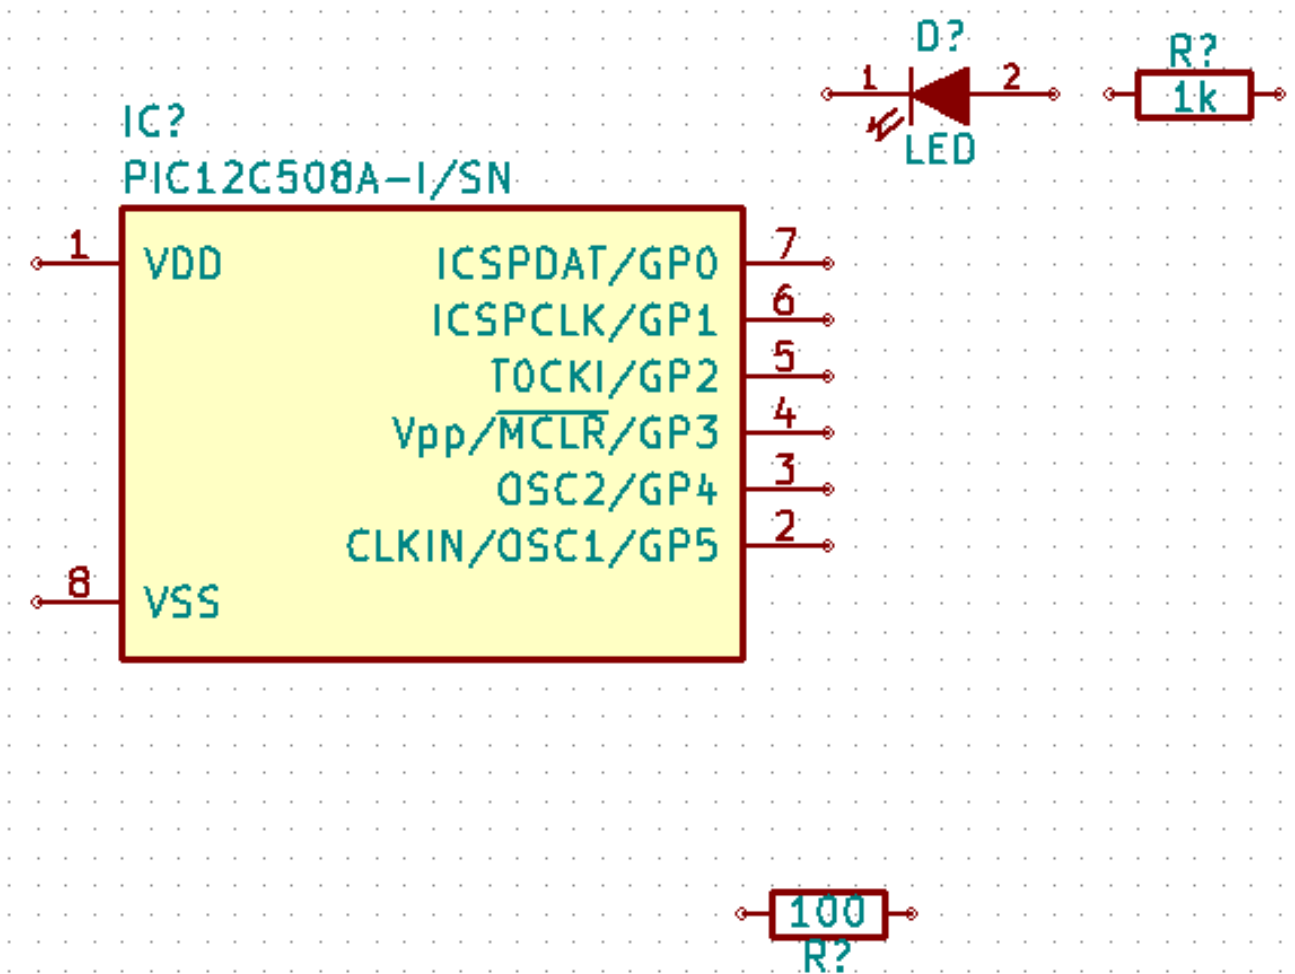 D?
1 2
LED
R?
1k
IC?
PIC12C508A-I/SN
1 VDD
8 VSS
ICSPDAT/GP0 7
ICSPCLK/GP1 6
T0CKI/GP2 5
Vpp/MCLR/GP3 4
OSC2/GP4 3
CLKIN/OSC1/GP5 2
100
R?